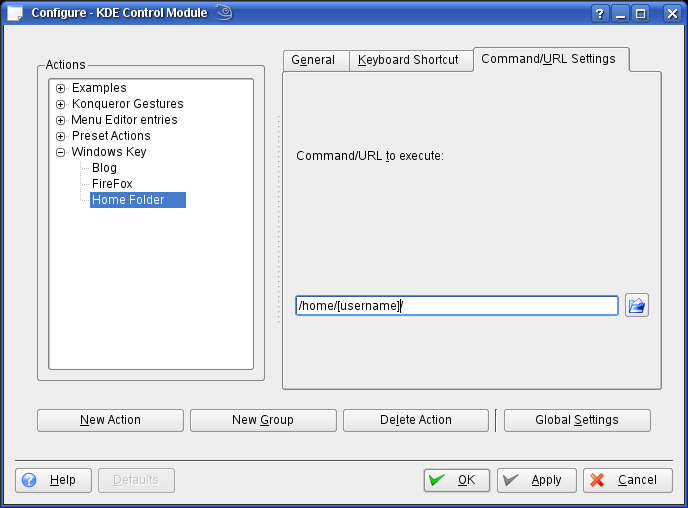 Configure - KDE Control Module
Actions
Examples
Konqueror Gestures
Menu Editor entries
Preset Actions
Windows Key
Blog
FireFox
Home Folder
General
Keyboard Shortcut
Command/URL Settings
Command/URL to execute:
/home/[username]/
New Action
New Group
Delete Action
Global Settings
Help
Defaults
OK
Apply
Cancel